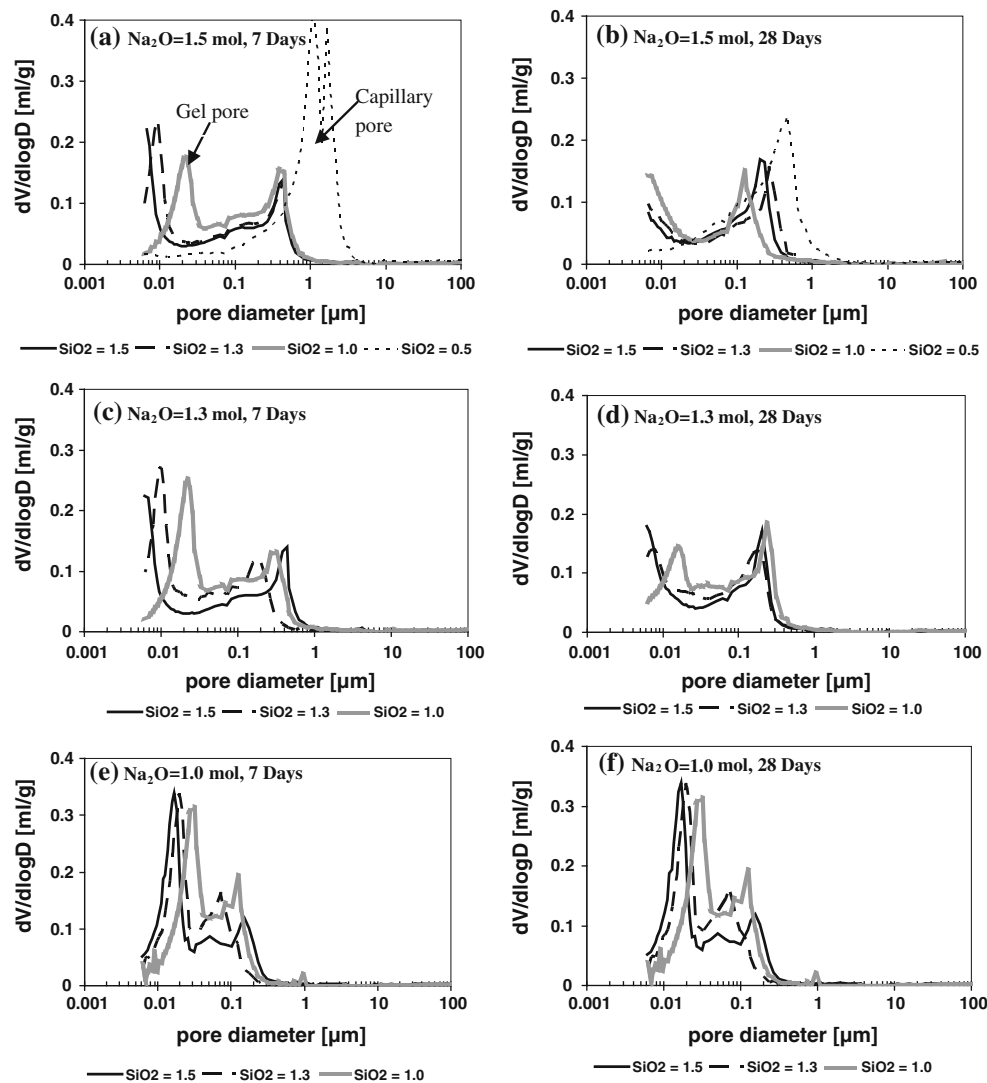 (a) Na₂O=1.5 mol, 7 Days
Gel pore
Capillary
pore
dV/dlogD [ml/g]
0.4
0.3
0.2
0.1
0
0.001 0.01 0.1 1 10 100
pore diameter [µm]
SiO2 = 1.5 SiO2 = 1.3 SiO2 = 1.0 SiO2 = 0.5
(b) Na₂O=1.5 mol, 28 Days
dV/dlogD [ml/g]
0.4
0.3
0.2
0.1
0
0.001 0.01 0.1 1 10 100
pore diameter [µm]
SiO2 = 1.5 SiO2 = 1.3 SiO2 = 1.0 SiO2 = 0.5
(c) Na₂O=1.3 mol, 7 Days
dV/dlogD [ml/g]
0.4
0.3
0.2
0.1
0
0.001 0.01 0.1 1 10 100
pore diameter [µm]
SiO2 = 1.5 SiO2 = 1.3 SiO2 = 1.0
(d) Na₂O=1.3 mol, 28 Days
dV/dlogD [ml/g]
0.4
0.3
0.2
0.1
0
0.001 0.01 0.1 1 10 100
pore diameter [µm]
SiO2 = 1.5 SiO2 = 1.3 SiO2 = 1.0
(e) Na₂O=1.0 mol, 7 Days
dV/dlogD [ml/g]
0.4
0.3
0.2
0.1
0
0.001 0.01 0.1 1 10 100
pore diameter [µm]
SiO2 = 1.5 SiO2 = 1.3 SiO2 = 1.0
(f) Na₂O=1.0 mol, 28 Days
dV/dlogD [ml/g]
0.4
0.3
0.2
0.1
0
0.001 0.01 0.1 1 10 100
pore diameter [µm]
SiO2 = 1.5 SiO2 = 1.3 SiO2 = 1.0